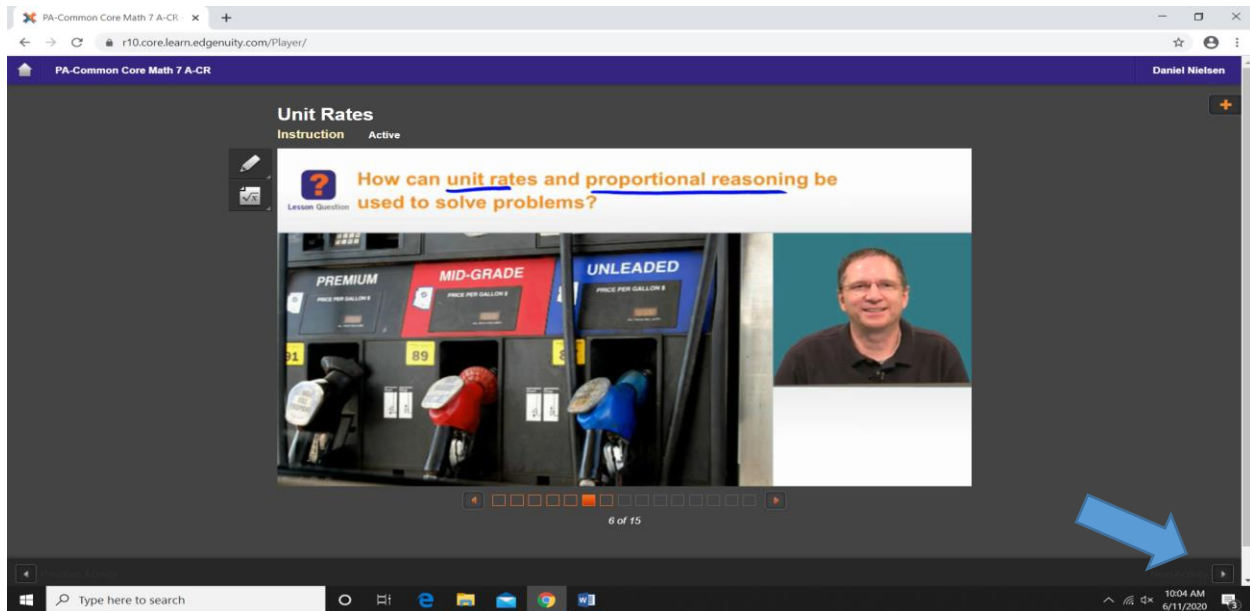 PA-Common Core Math 7 A-CR
r10.core.learn.edgenuity.com/Player/
PA-Common Core Math 7 A-CR
Daniel Nielsen
Unit Rates
Instruction Active
?
Lesson Question
How can unit rates and proportional reasoning be
used to solve problems?
PREMIUM
PRICE PER GALLON $
MID-GRADE
PRICE PER GALLON $
UNLEADED
PRICE PER GALLON $
91
89
6 of 15
Type here to search
10:04 AM
6/11/2020